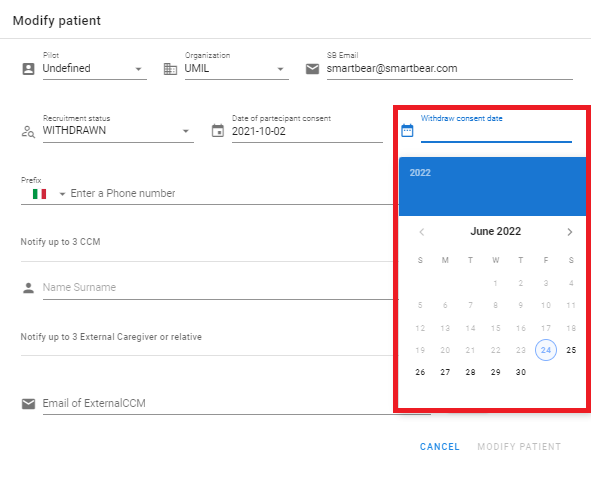 Modify patient
Pilot
Undefined
Organization
UMIL
SB Email
smartbear@smartbear.com
Recruitment status
WITHDRAWN
Date of partecipant consent
2021-10-02
Withdraw consent date
2022
June 2022
S M T W T F S
1 2 3 4
5 6 7 8 9 10 11
12 13 14 15 16 17 18
19 20 21 22 23 24 25
26 27 28 29 30
Prefix
Enter a Phone number
Notify up to 3 CCM
Name Surname
Notify up to 3 External Caregiver or relative
Email of ExternalCCM
CANCEL MODIFY PATIENT